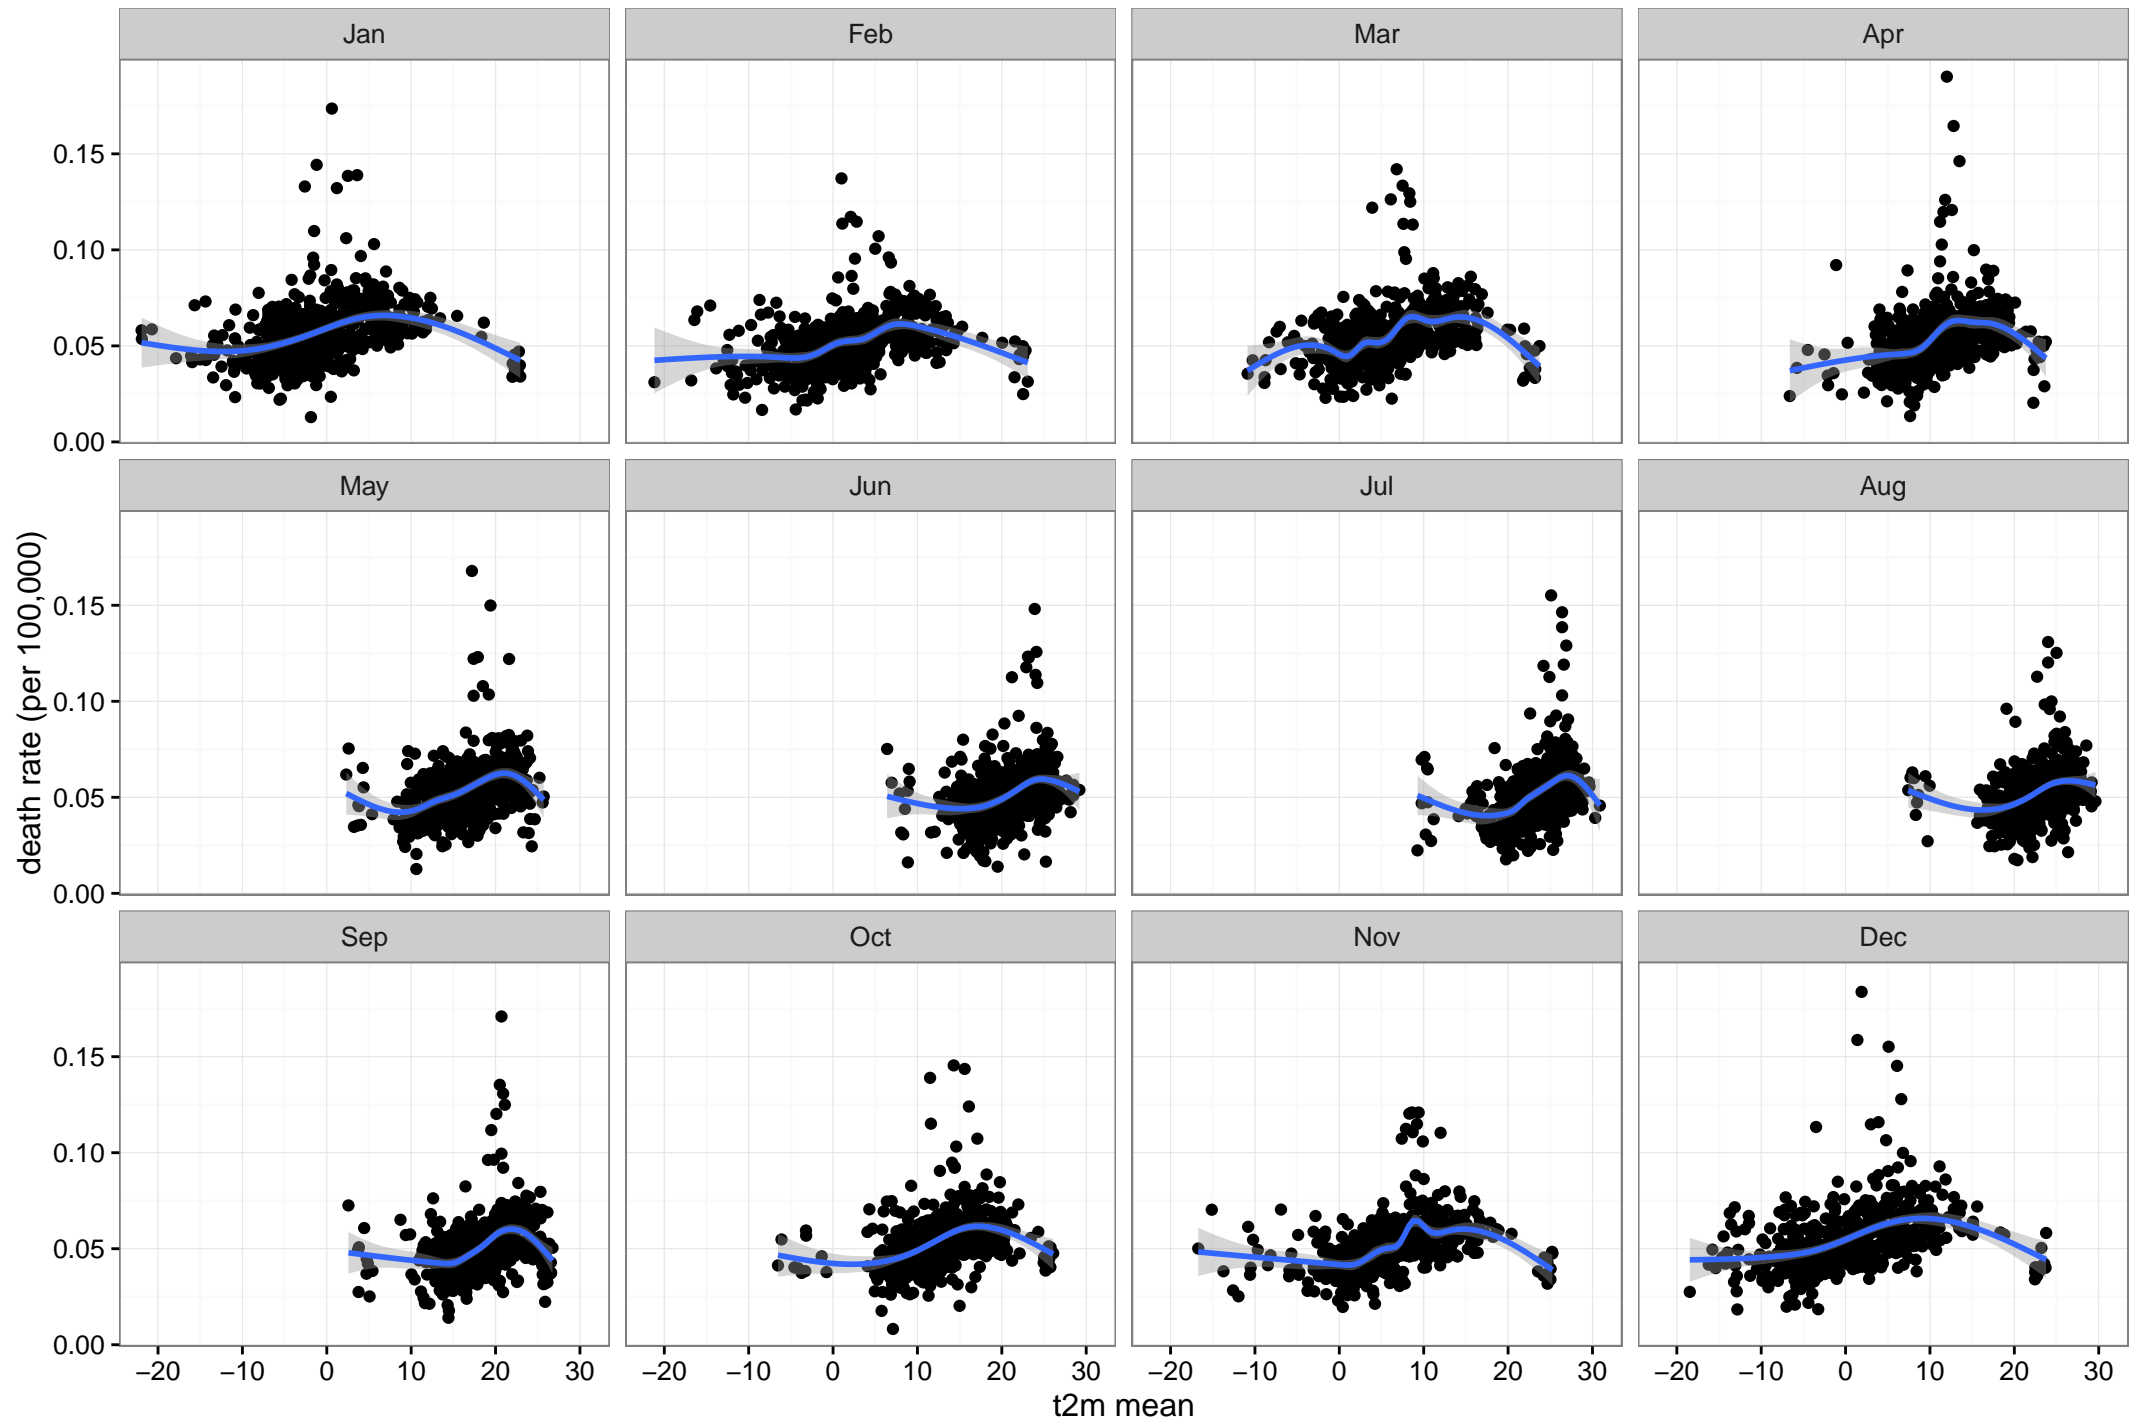 Jan Feb Mar Apr
0.15
0.10
0.05
0.00
May Jun Jul Aug
death rate (per 100,000)
0.15
0.10
0.05
0.00
Sep Oct Nov Dec
0.15
0.10
0.05
0.00
−20 −10 0 10 20 30 −20 −10 0 10 20 30 −20 −10 0 10 20 30 −20 −10 0 10 20 30
t2m mean